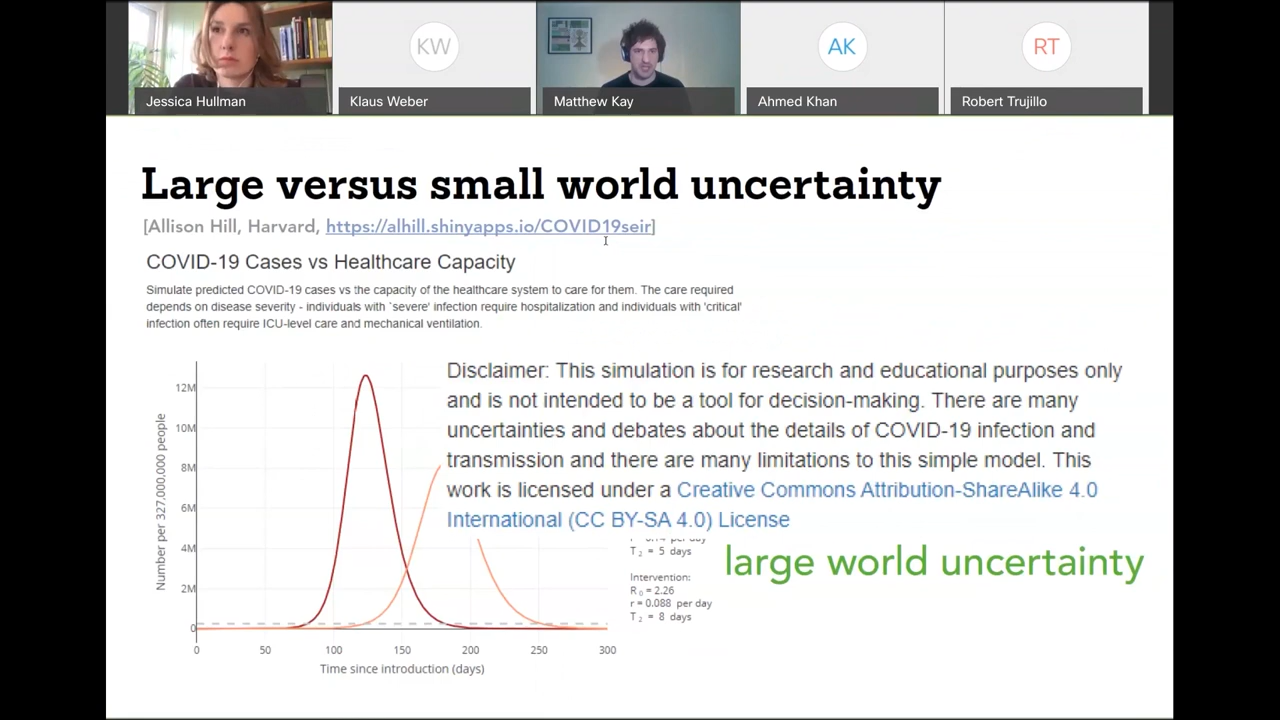 Jessica Hullman
KW
Klaus Weber
Matthew Kay
AK
Ahmed Khan
RT
Robert Trujillo
Large versus small world uncertainty
[Allison Hill, Harvard, https://alhill.shinyapps.io/COVID19seir]
COVID-19 Cases vs Healthcare Capacity
Simulate predicted COVID-19 cases vs the capacity of the healthcare system to care for them. The care required
depends on disease severity - individuals with `severe' infection require hospitalization and individuals with 'critical'
infection often require ICU-level care and mechanical ventilation.
Number per 327,000,000 people
12M
10M
8M
6M
4M
2M
0
0
50
100
150
200
250
300
Time since introduction (days)
Disclaimer: This simulation is for research and educational purposes only
and is not intended to be a tool for decision-making. There are many
uncertainties and debates about the details of COVID-19 infection and
transmission and there are many limitations to this simple model. This
work is licensed under a Creative Commons Attribution-ShareAlike 4.0
International (CC BY-SA 4.0) License
T₂ = 5 days
Intervention:
R₀ = 2.26
r = 0.088 per day
T₂ = 8 days
large world uncertainty